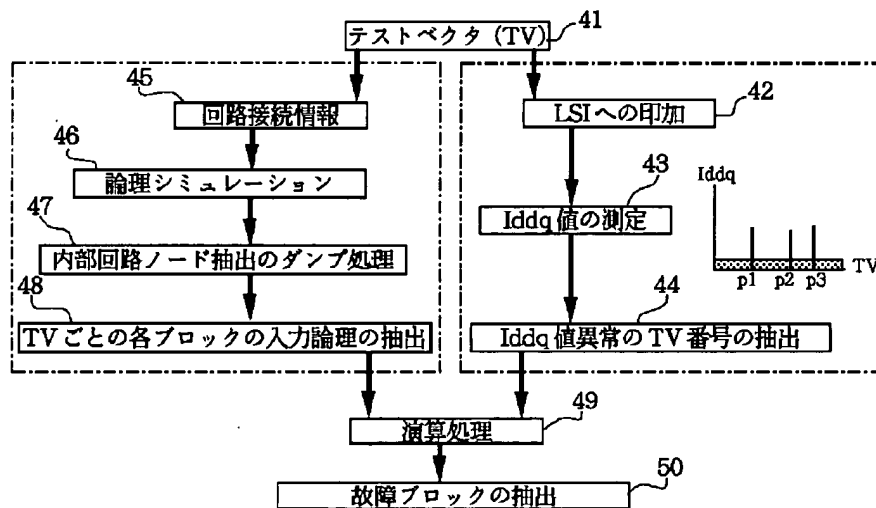 テストベクタ (TV)
41
45
回路接続情報
46
論理シミュレーション
47
内部回路ノード抽出のダンプ処理
48
TVごとの各ブロックの入力論理の抽出
42
LSIへの印加
43
Iddq値の測定
Iddq
TV
p1 p2 p3
44
Iddq値異常のTV番号の抽出
49
演算処理
50
故障ブロックの抽出